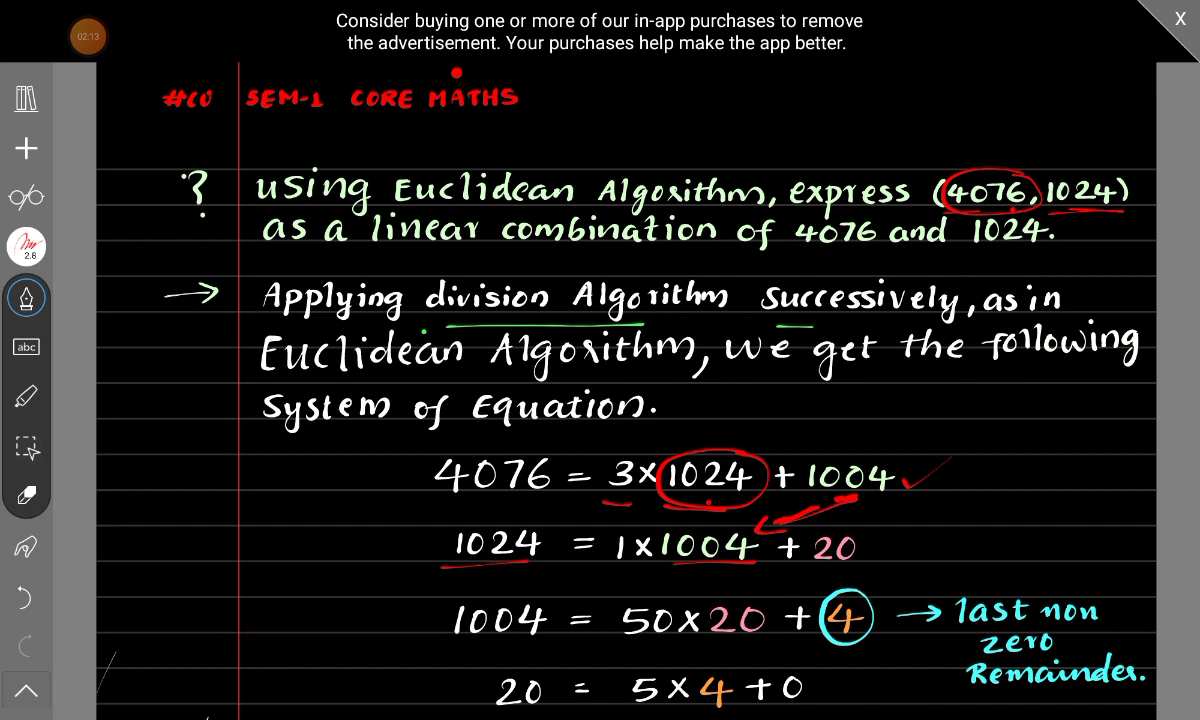 Consider buying one or more of our in-app purchases to remove
the advertisement. Your purchases help make the app better.
X
02:13
SEM-1 CORE MATHS
? Using Euclidean Algorithm, express (4076, 1024)
as a linear combination of 4076 and 1024.
→ Applying division Algorithm Successively, as in
Euclidean Algorithm, we get the following
System of Equation.
4076 = 3×1024 + 1004
1024 = 1×1004 + 20
1004 = 50×20 + 4 → last non
zero
Remainder.
20 = 5×4+0
2.8
abc